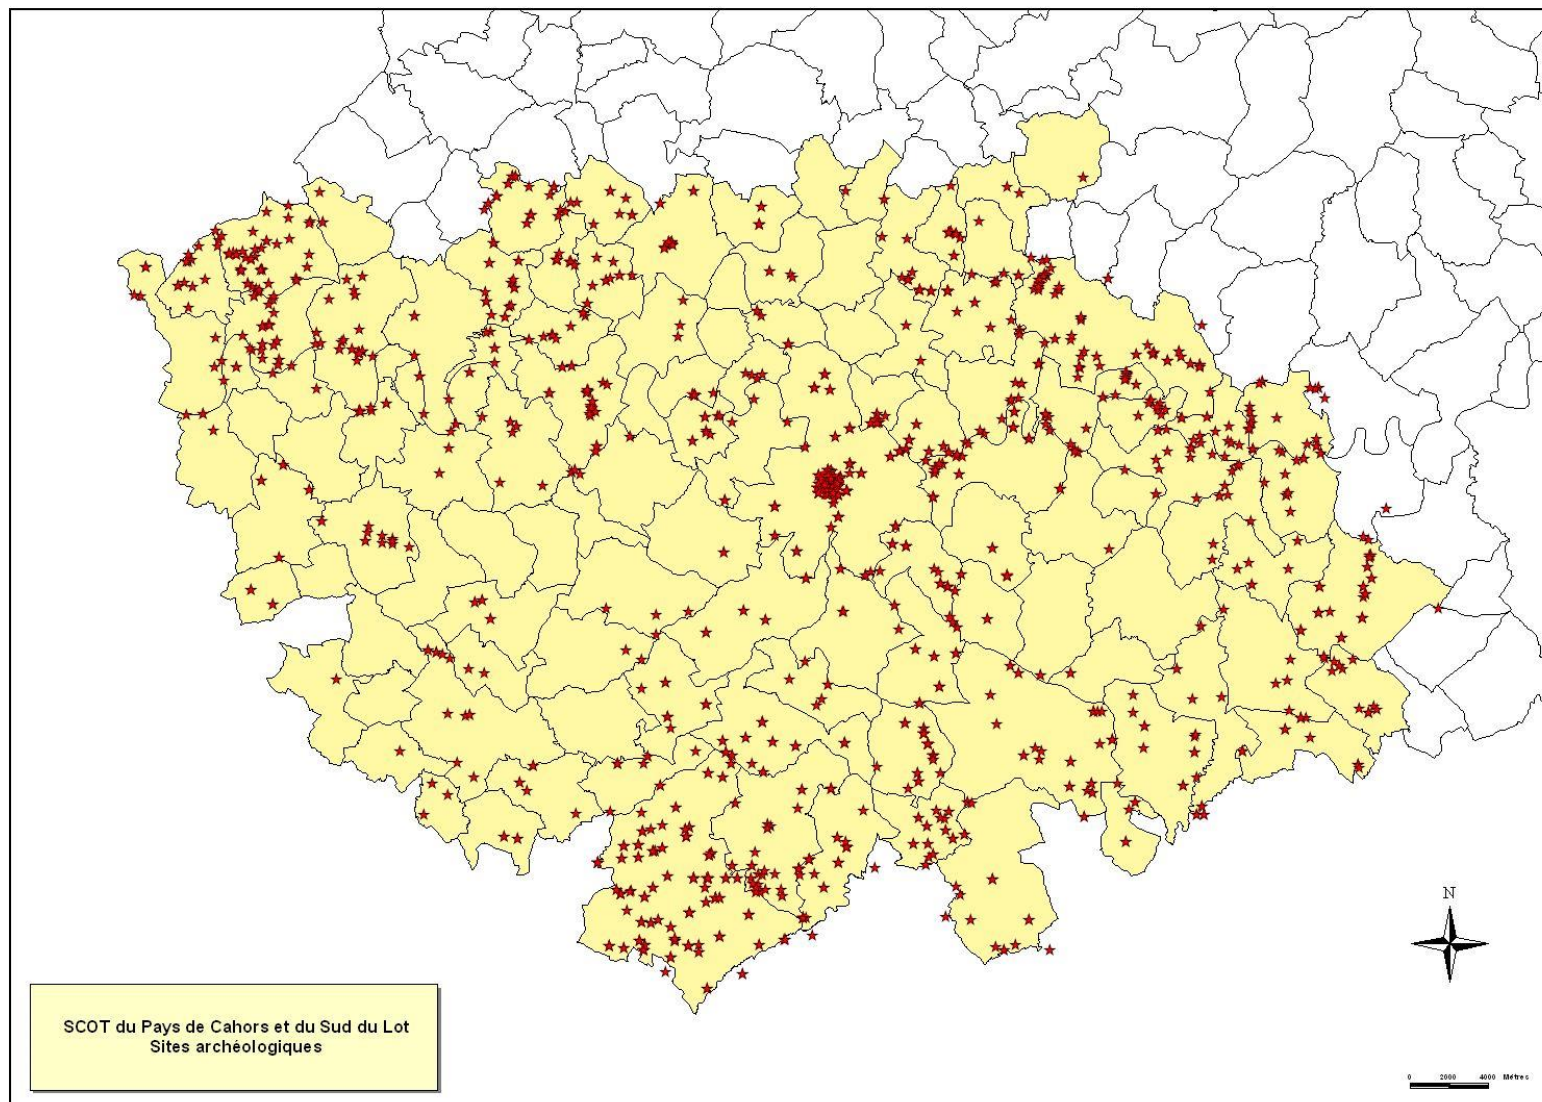 N
SCOT du Pays de Cahors et du Sud du Lot
Sites archéologiques
0 2000 4000 Mètres